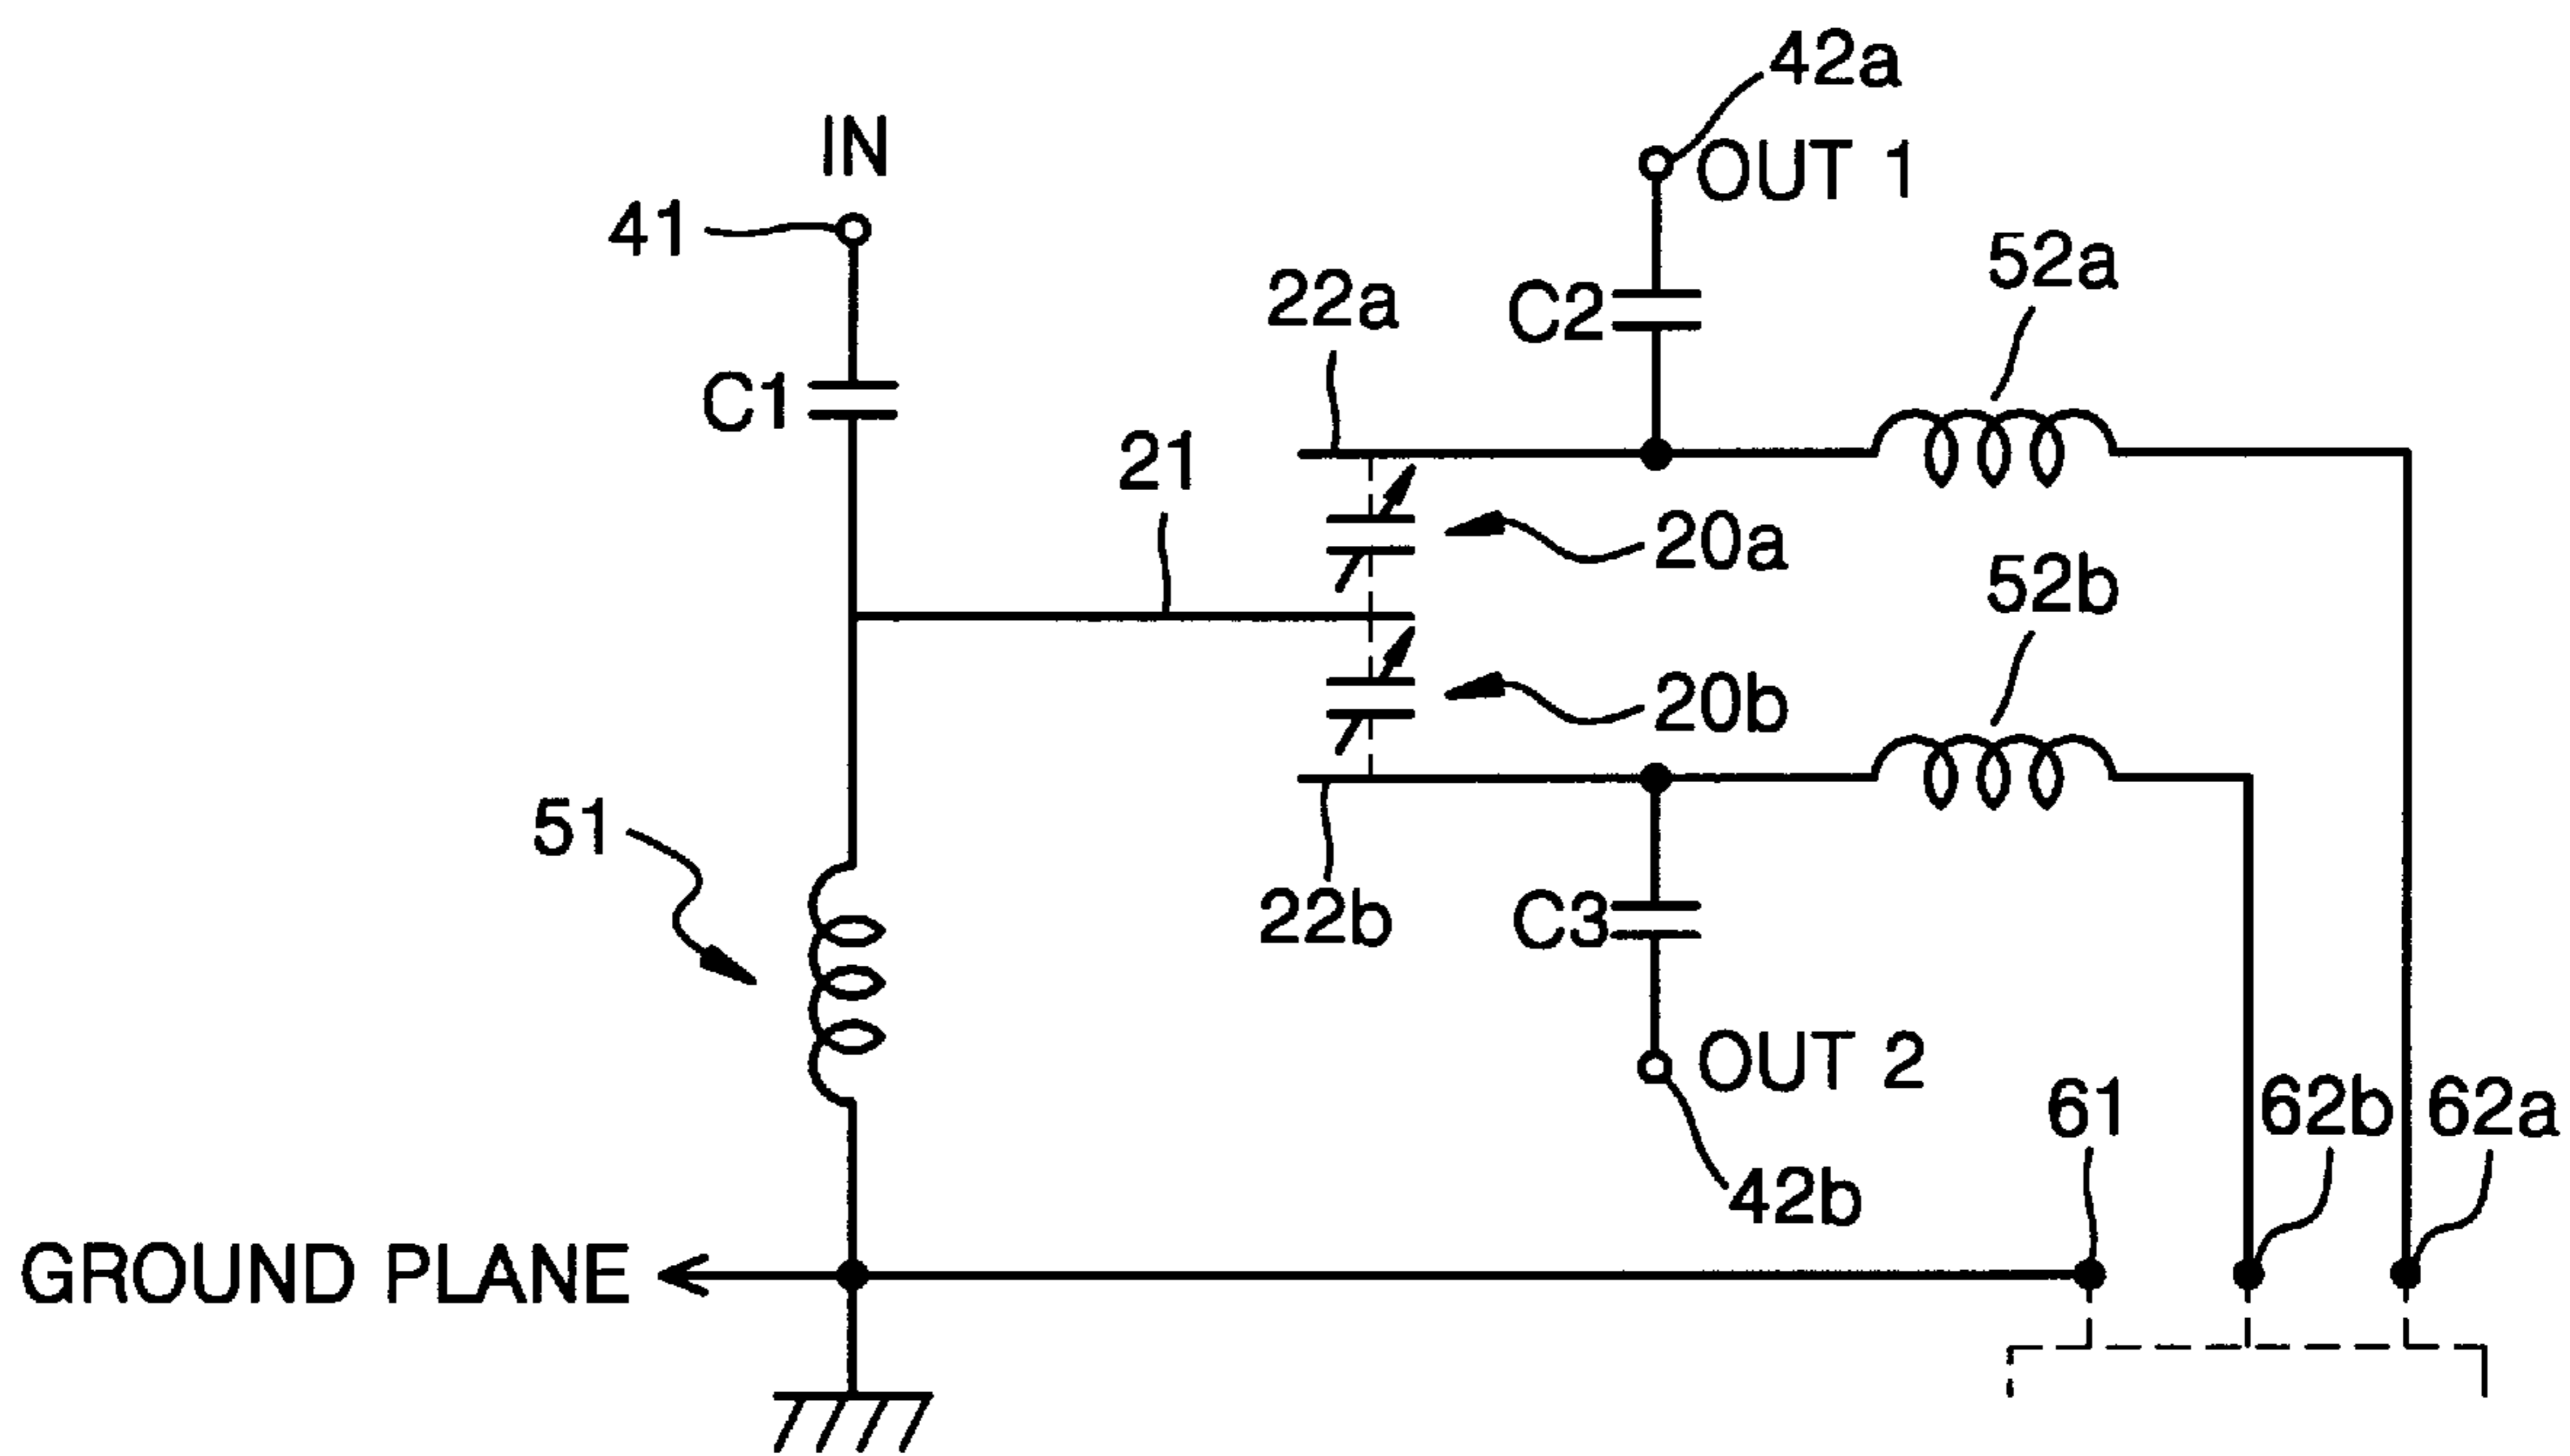 42a
IN
OUT 1
41
52a
22a
C2
C1
21
20a
52b
20b
51
22b
C3
OUT 2
61
62b
62a
42b
GROUND PLANE